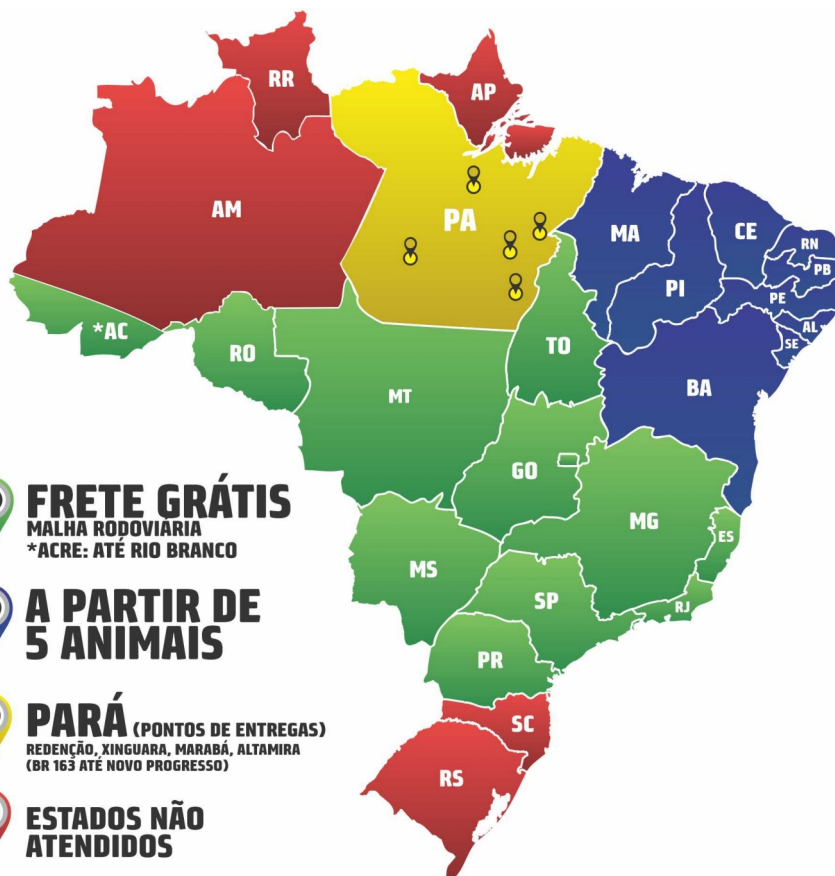 RR
AP
AM
PA
MA
CE
RN
PB
PI
PE
AL
SE
*AC
RO
TO
BA
MT
GO
MG
ES
MS
SP
RJ
PR
SC
RS
FRETE GRÁTIS
MALHA RODOVIÁRIA
*ACRE: ATÉ RIO BRANCO
A PARTIR DE
5 ANIMAIS
PARÁ (PONTOS DE ENTREGAS)
REDENÇÃO, XINGUARA, MARABÁ, ALTAMIRA
(BR 163 ATÉ NOVO PROGRESSO)
ESTADOS NÃO
ATENDIDOS